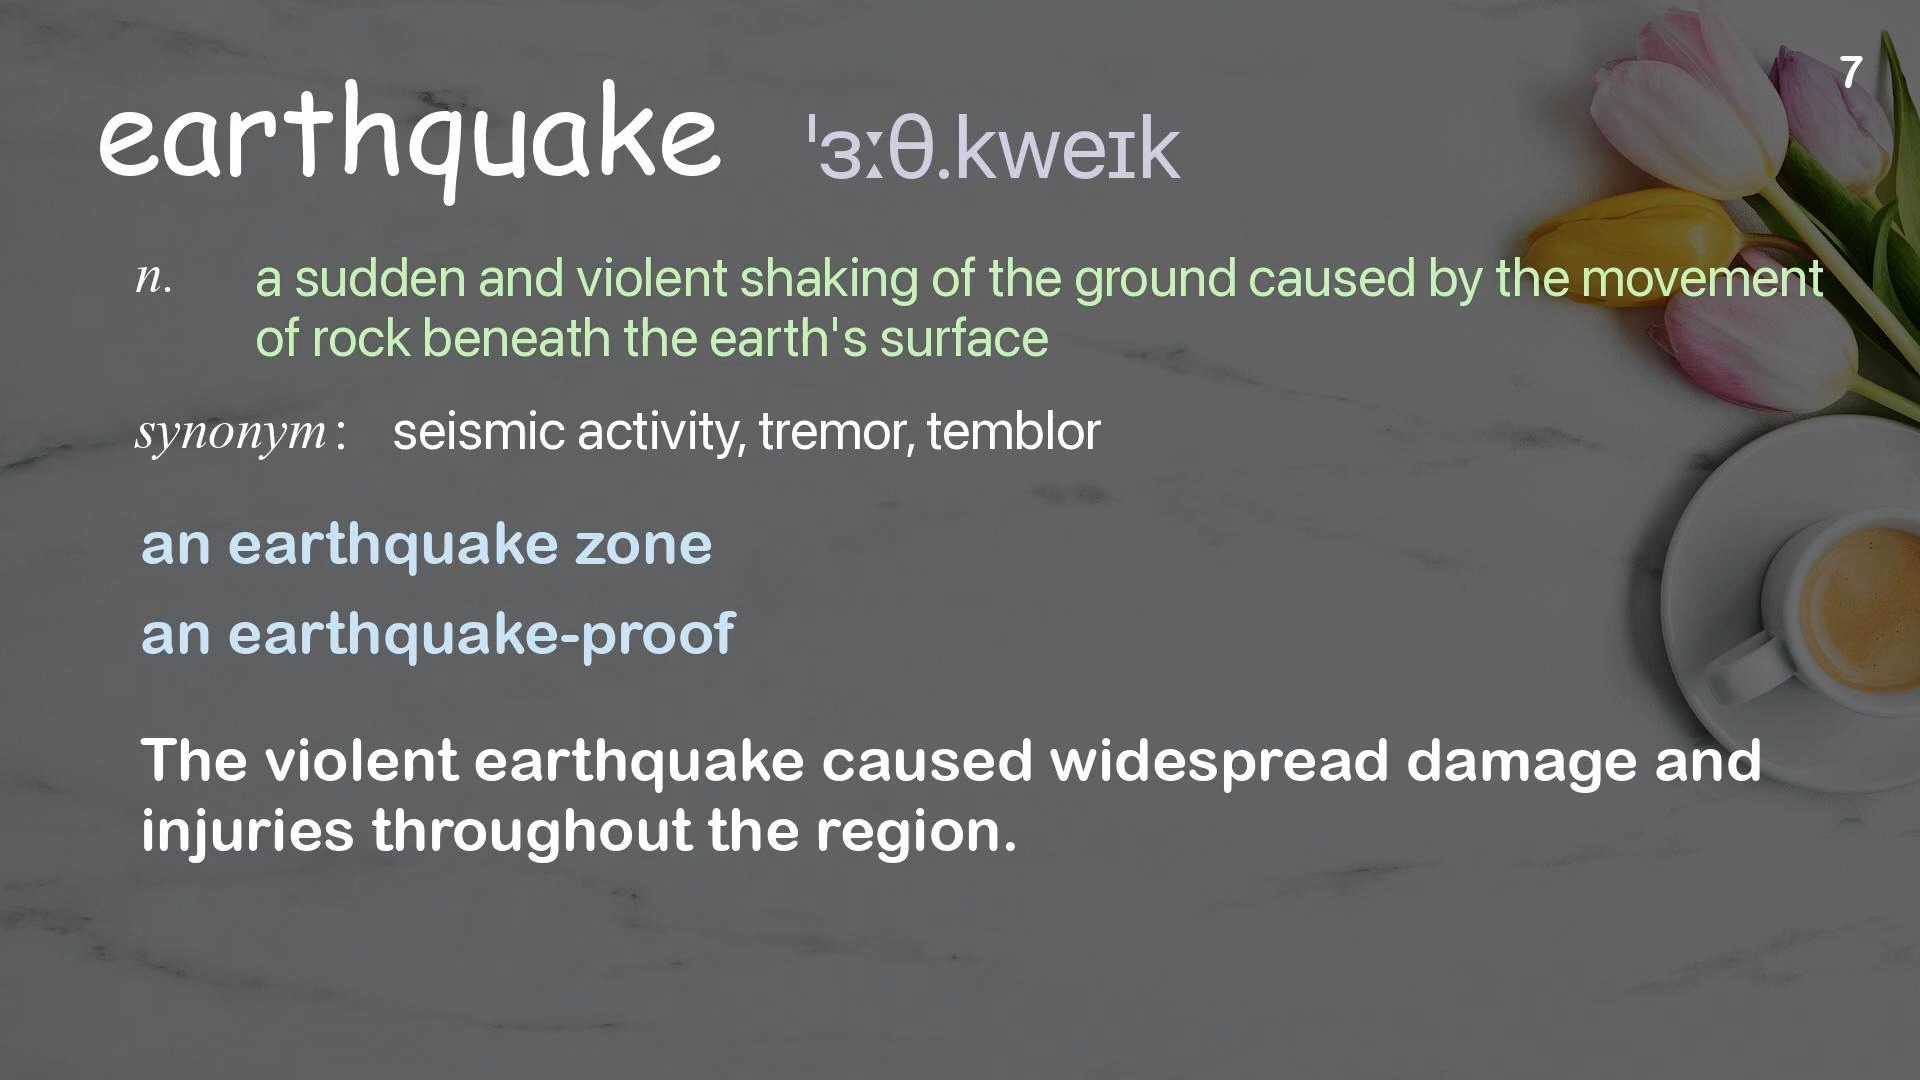 7
earthquake ˈɜːθ.kweɪk
n. a sudden and violent shaking of the ground caused by the movement
of rock beneath the earth's surface
synonym: seismic activity, tremor, temblor
an earthquake zone
an earthquake-proof
The violent earthquake caused widespread damage and
injuries throughout the region.